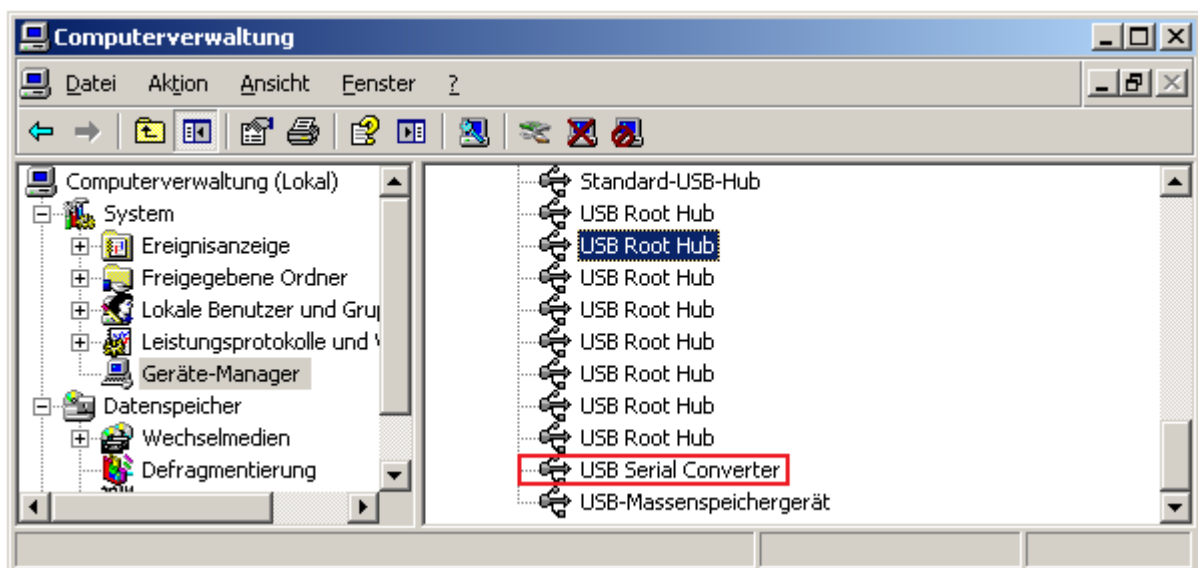 Computerverwaltung
Datei Aktion Ansicht Fenster ?
Computerverwaltung (Lokal)
System
Ereignisanzeige
Freigegebene Ordner
Lokale Benutzer und
Leistungsprotokolle und
Geräte-Manager
Datenspeicher
Wechselmedien
Defragmentierung
Standard-USB-Hub
USB Root Hub
USB Root Hub
USB Root Hub
USB Root Hub
USB Root Hub
USB Root Hub
USB Root Hub
USB Root Hub
USB Serial Converter
USB-Massenspeichergerät